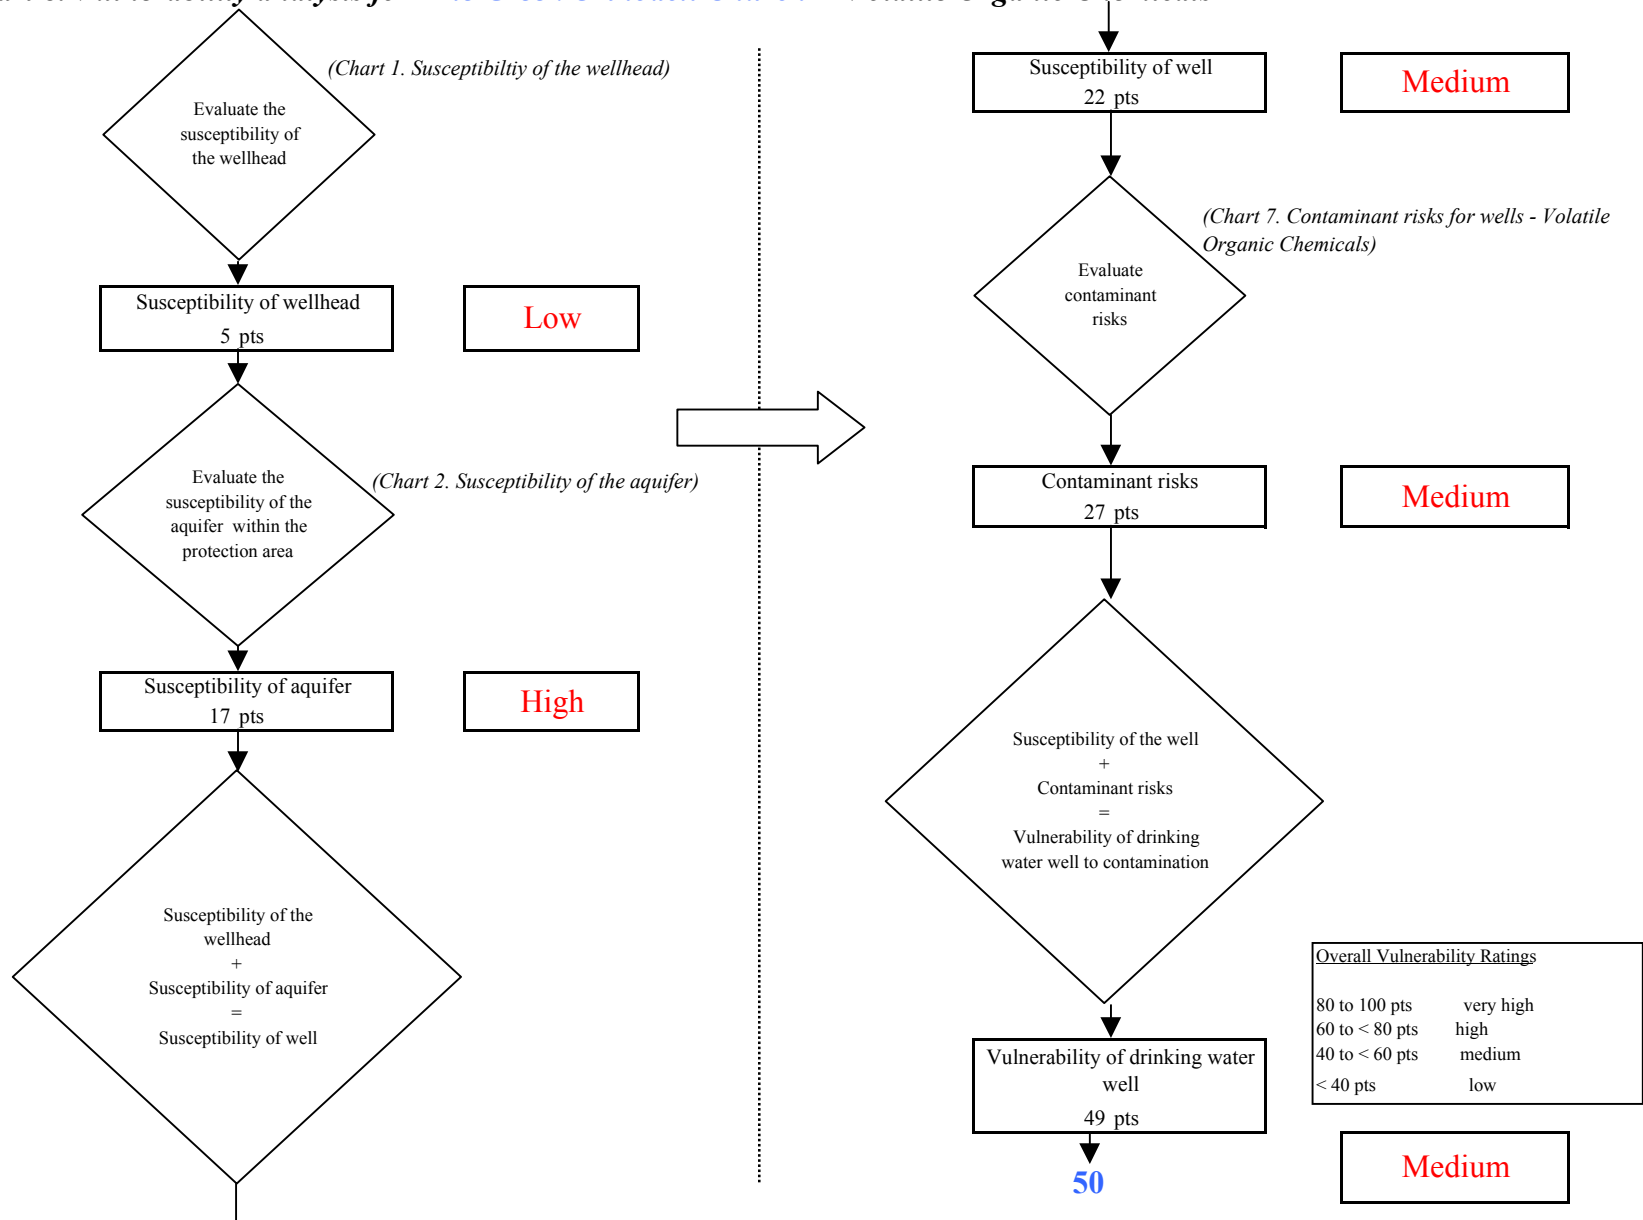 Volatile Organic Chemicals
(Chart 1. Susceptibiltiy of the wellhead)
Evaluate the
susceptibility of
the wellhead
Susceptibility of wellhead
5 pts
Low
Evaluate the
susceptibility of the
aquifer within the
protection area
(Chart 2. Susceptibility of the aquifer)
Susceptibility of aquifer
17 pts
High
Susceptibility of the
wellhead
+
Susceptibility of aquifer
=
Susceptibility of well
Susceptibility of well
22 pts
Medium
Evaluate
contaminant
risks
(Chart 7. Contaminant risks for wells - Volatile
Organic Chemicals)
Contaminant risks
27 pts
Medium
Susceptibility of the well
+
Contaminant risks
=
Vulnerability of drinking
water well to contamination
Overall Vulnerability Ratings
80 to 100 pts very high
60 to < 80 pts high
40 to < 60 pts medium
< 40 pts low
Vulnerability of drinking water
well
49 pts
50
Medium